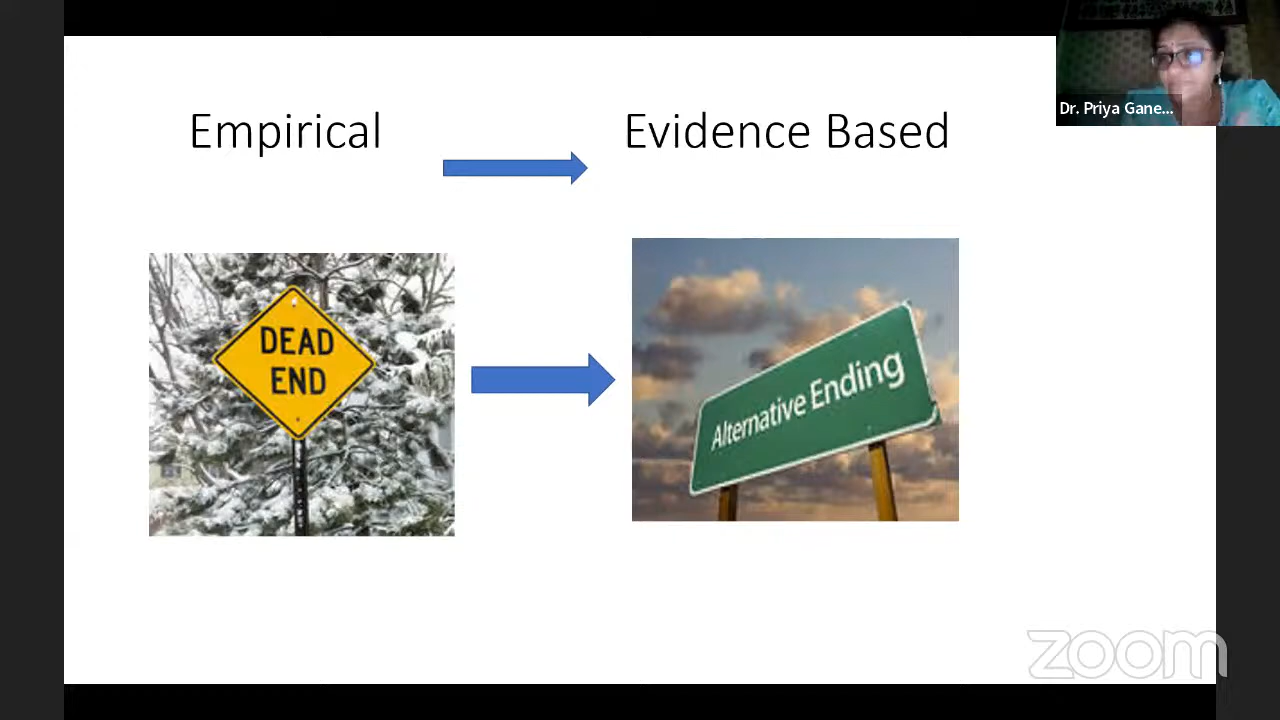 Empirical
Evidence Based
DEAD
END
Alternative Ending
Dr. Priya Gane...
zoom